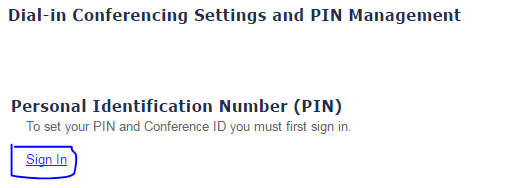 Dial-in Conferencing Settings and PIN Management
Personal Identification Number (PIN)
To set your PIN and Conference ID you must first sign in.
Sign In